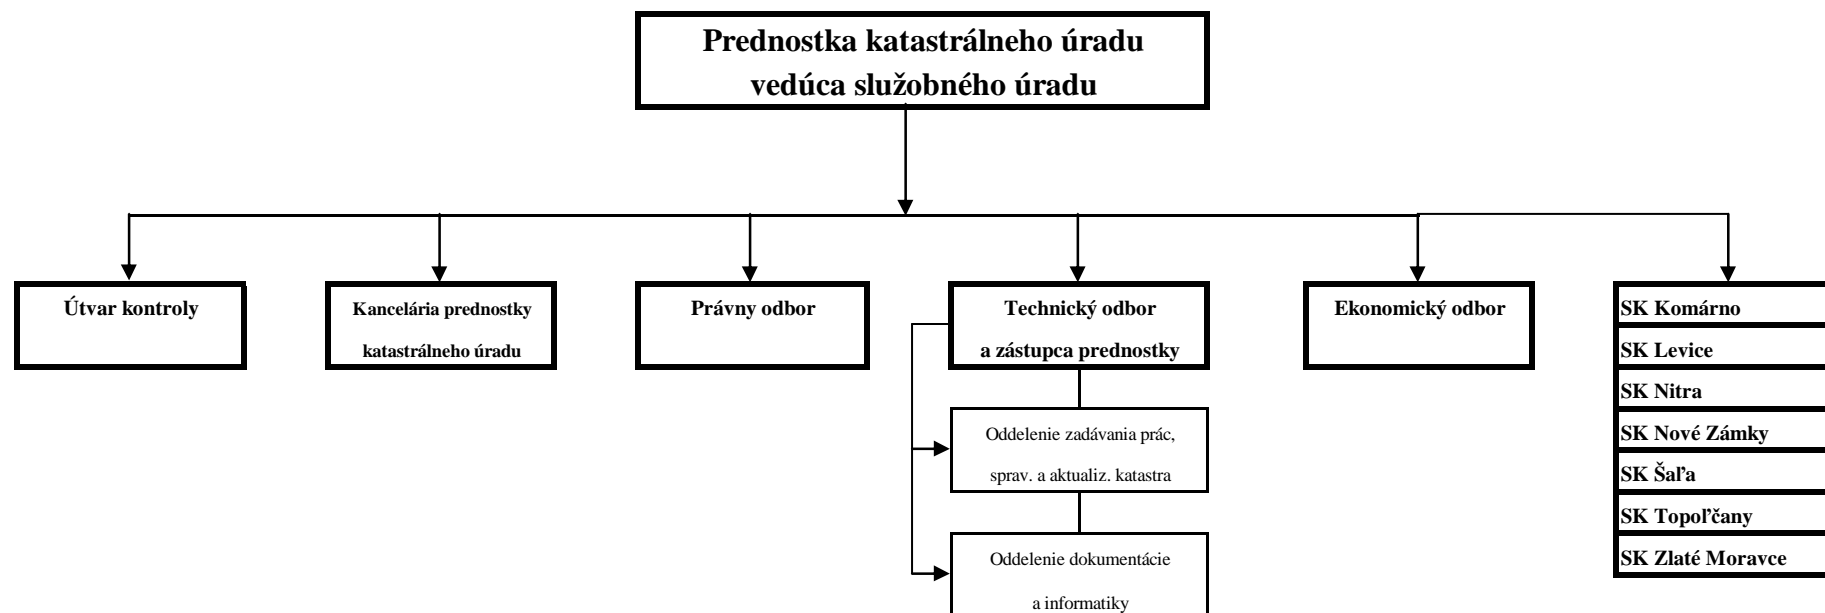 Prednostka katastrálneho úradu
vedúca služobného úradu
Útvar kontroly
Kancelária prednostky
katastrálneho úradu
Právny odbor
Technický odbor
a zástupca prednostky
Oddelenie zadávania prác,
sprav. a aktualiz. katastra
Oddelenie dokumentácie
a informatiky
Ekonomický odbor
SK Komárno
SK Levice
SK Nitra
SK Nové Zámky
SK Šaľa
SK Topoľčany
SK Zlaté Moravce